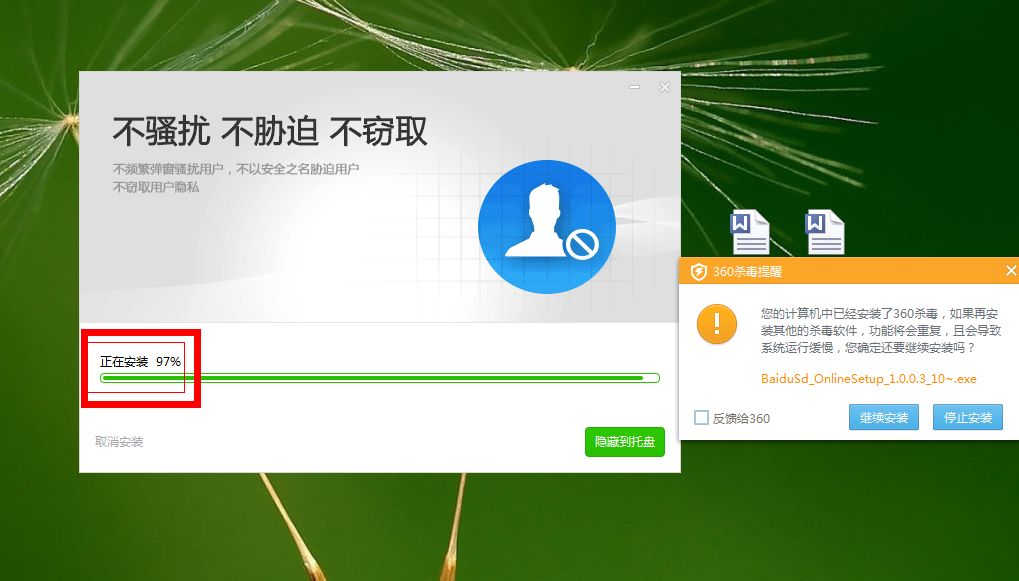 不骚扰 不胁迫 不窃取
不频繁弹窗骚扰用户，不以安全之名胁迫用户
不窃取用户隐私
正在安装 97%
取消安装
隐藏到托盘
360杀毒提醒
您的计算机中已经安装了360杀毒，如果再安
装其他的杀毒软件，功能将会重复，且会导致
系统运行缓慢，您确定还要继续安装吗？
BaiduSd_OnlineSetup_1.0.0.3_10~.exe
反馈给360
继续安装
停止安装